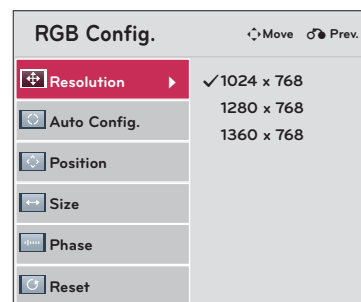 RGB Config.
Move Prev.
Resolution
Auto Config.
Position
Size
Phase
Reset
1024 x 768
1280 x 768
1360 x 768